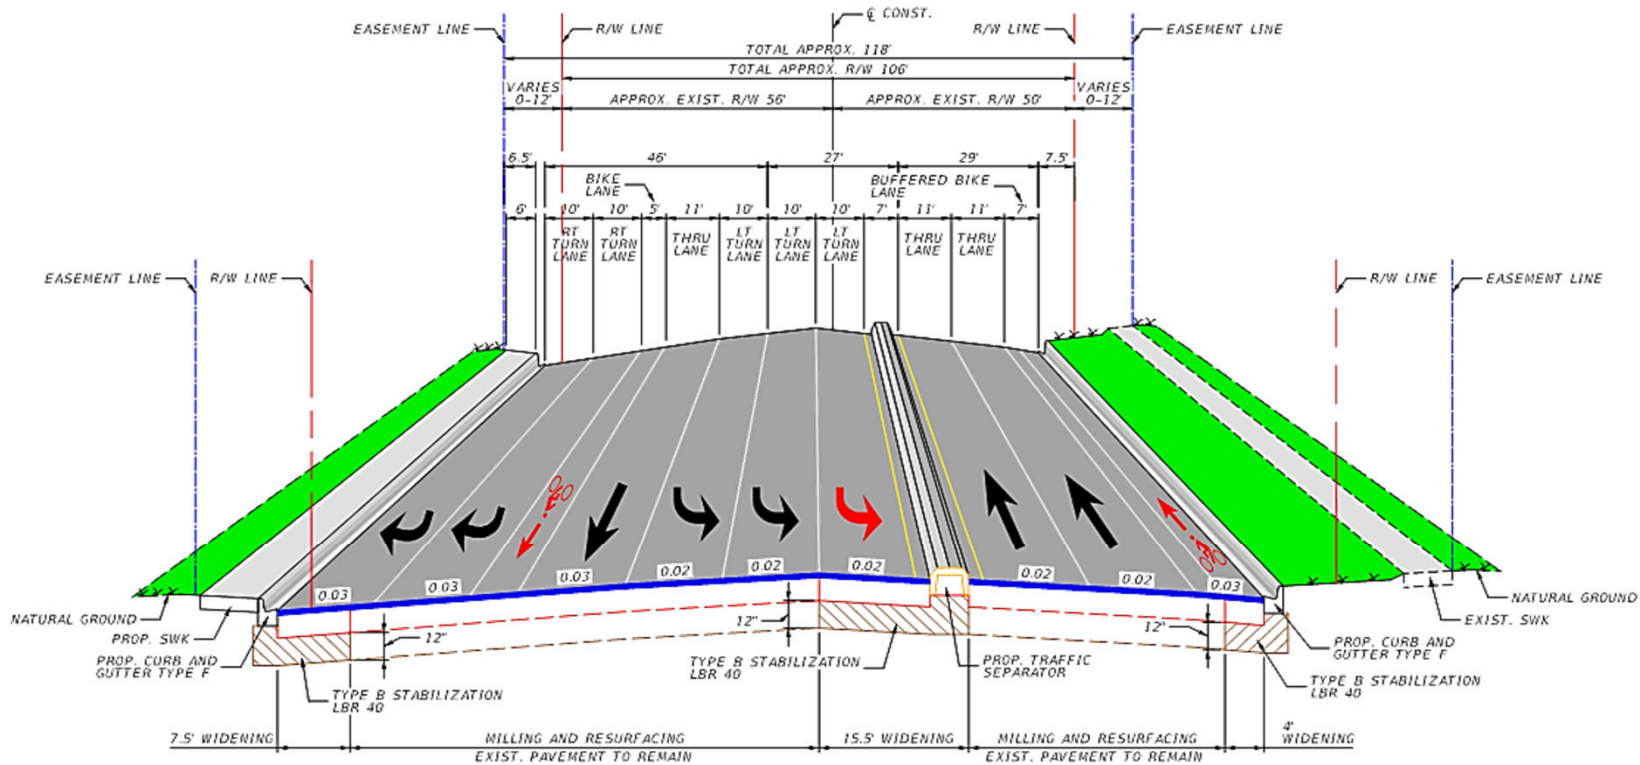 ℄ CONST.
EASEMENT LINE
R/W LINE
R/W LINE
EASEMENT LINE
TOTAL APPROX. 118'
TOTAL APPROX. R/W 106'
VARIES
0-12'
APPROX. EXIST. R/W 56'
APPROX. EXIST. R/W 50'
VARIES
0-12'
6.5'
46'
27'
29'
7.5'
BIKE
LANE
BUFFERED BIKE
LANE
6'
10'
10'
5'
11'
10'
10'
10'
7'
11'
11'
7'
RT
TURN
LANE
RT
TURN
LANE
THRU
LANE
LT
TURN
LANE
LT
TURN
LANE
LT
TURN
LANE
THRU
LANE
THRU
LANE
EASEMENT LINE
R/W LINE
R/W LINE
EASEMENT LINE
0.03
0.03
0.03
0.02
0.02
0.02
0.02
0.02
0.03
NATURAL GROUND
PROP. SWK
PROP. CURB AND
GUTTER TYPE F
12"
TYPE B STABILIZATION
LBR 40
12"
TYPE B STABILIZATION
LBR 40
PROP. TRAFFIC
SEPARATOR
12"
NATURAL GROUND
EXIST. SWK
PROP. CURB AND
GUTTER TYPE F
TYPE B STABILIZATION
LBR 40
7.5' WIDENING
MILLING AND RESURFACING
EXIST. PAVEMENT TO REMAIN
15.5' WIDENING
MILLING AND RESURFACING
EXIST. PAVEMENT TO REMAIN
4'
WIDENING